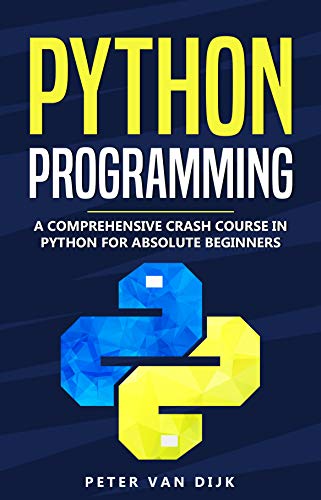 PYTHON
PROGRAMMING
A COMPREHENSIVE CRASH COURSE IN
PYTHON FOR ABSOLUTE BEGINNERS
PETER VAN DIJK